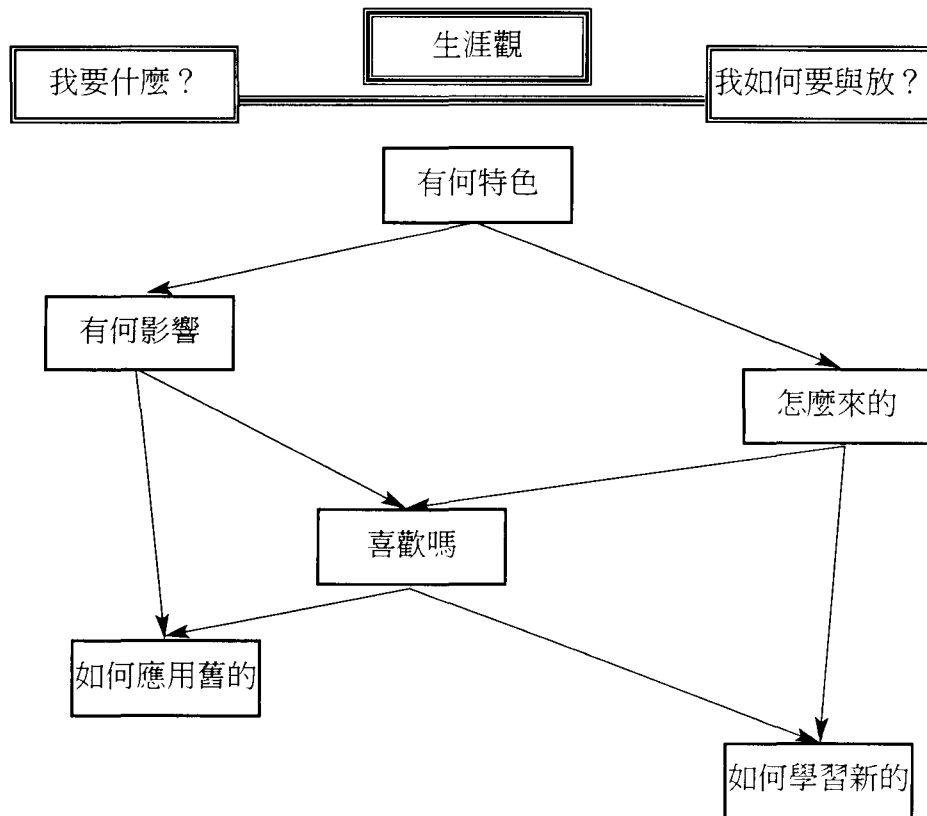 生涯觀
我要什麼？
我如何要與放？
有何特色
有何影響
怎麼來的
喜歡嗎
如何應用舊的
如何學習新的